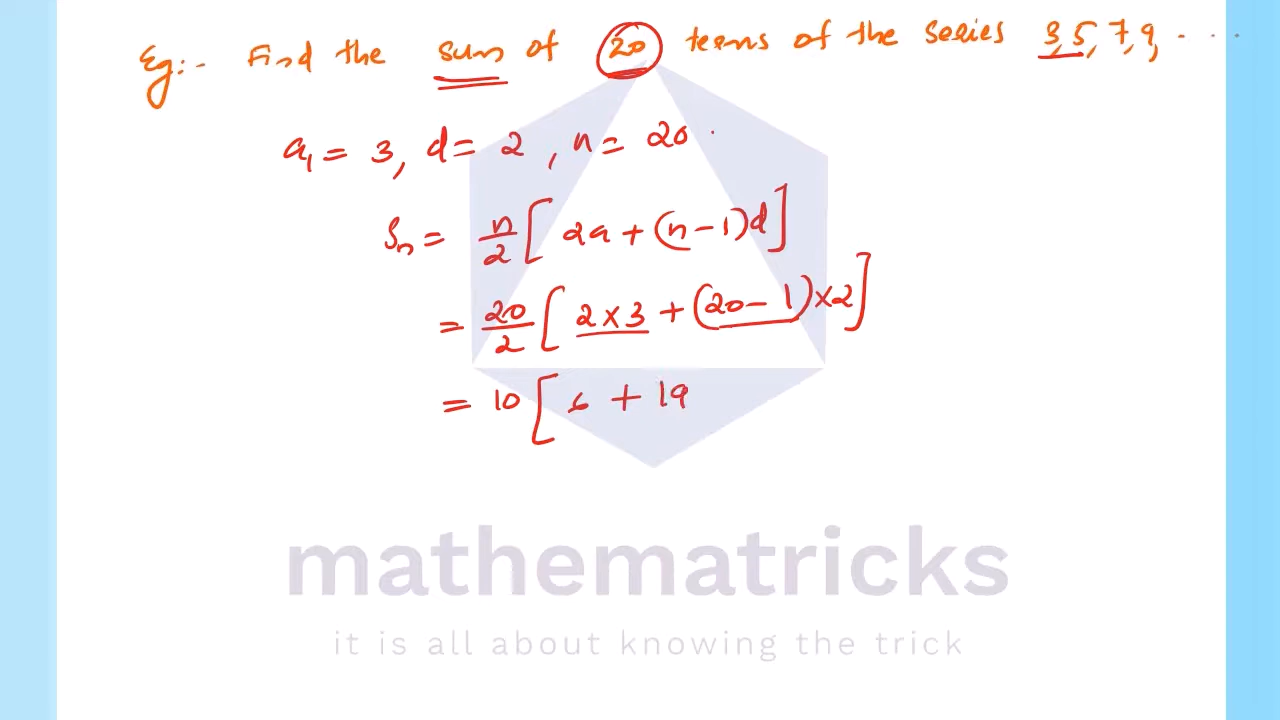 Eg:- Find the sum of 20 terms of the series 3,5,7,9, ....
a₁ = 3, d = 2, n = 20.
Sₙ = n/2 [ 2a + (n-1)d ]
= 20/2 [ 2×3 + (20-1)×2 ]
= 10 [ 6 + 19
mathematricks
it is all about knowing the trick